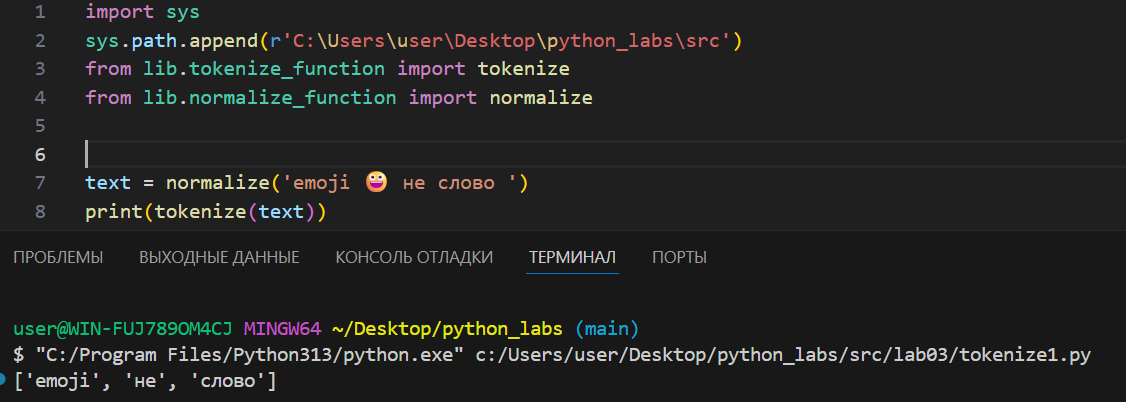 1 import sys
2 sys.path.append(r'C:\Users\user\Desktop\python_labs\src')
3 from lib.tokenize_function import tokenize
4 from lib.normalize_function import normalize
5
6
7 text = normalize('emoji 😀 не слово ')
8 print(tokenize(text))
ПРОБЛЕМЫ ВЫХОДНЫЕ ДАННЫЕ КОНСОЛЬ ОТЛАДКИ ТЕРМИНАЛ ПОРТЫ
user@WIN-FUJ789OM4CJ MINGW64 ~/Desktop/python_labs (main)
$ "C:/Program Files/Python313/python.exe" c:/Users/user/Desktop/python_labs/src/lab03/tokenize1.py
['emoji', 'не', 'слово']